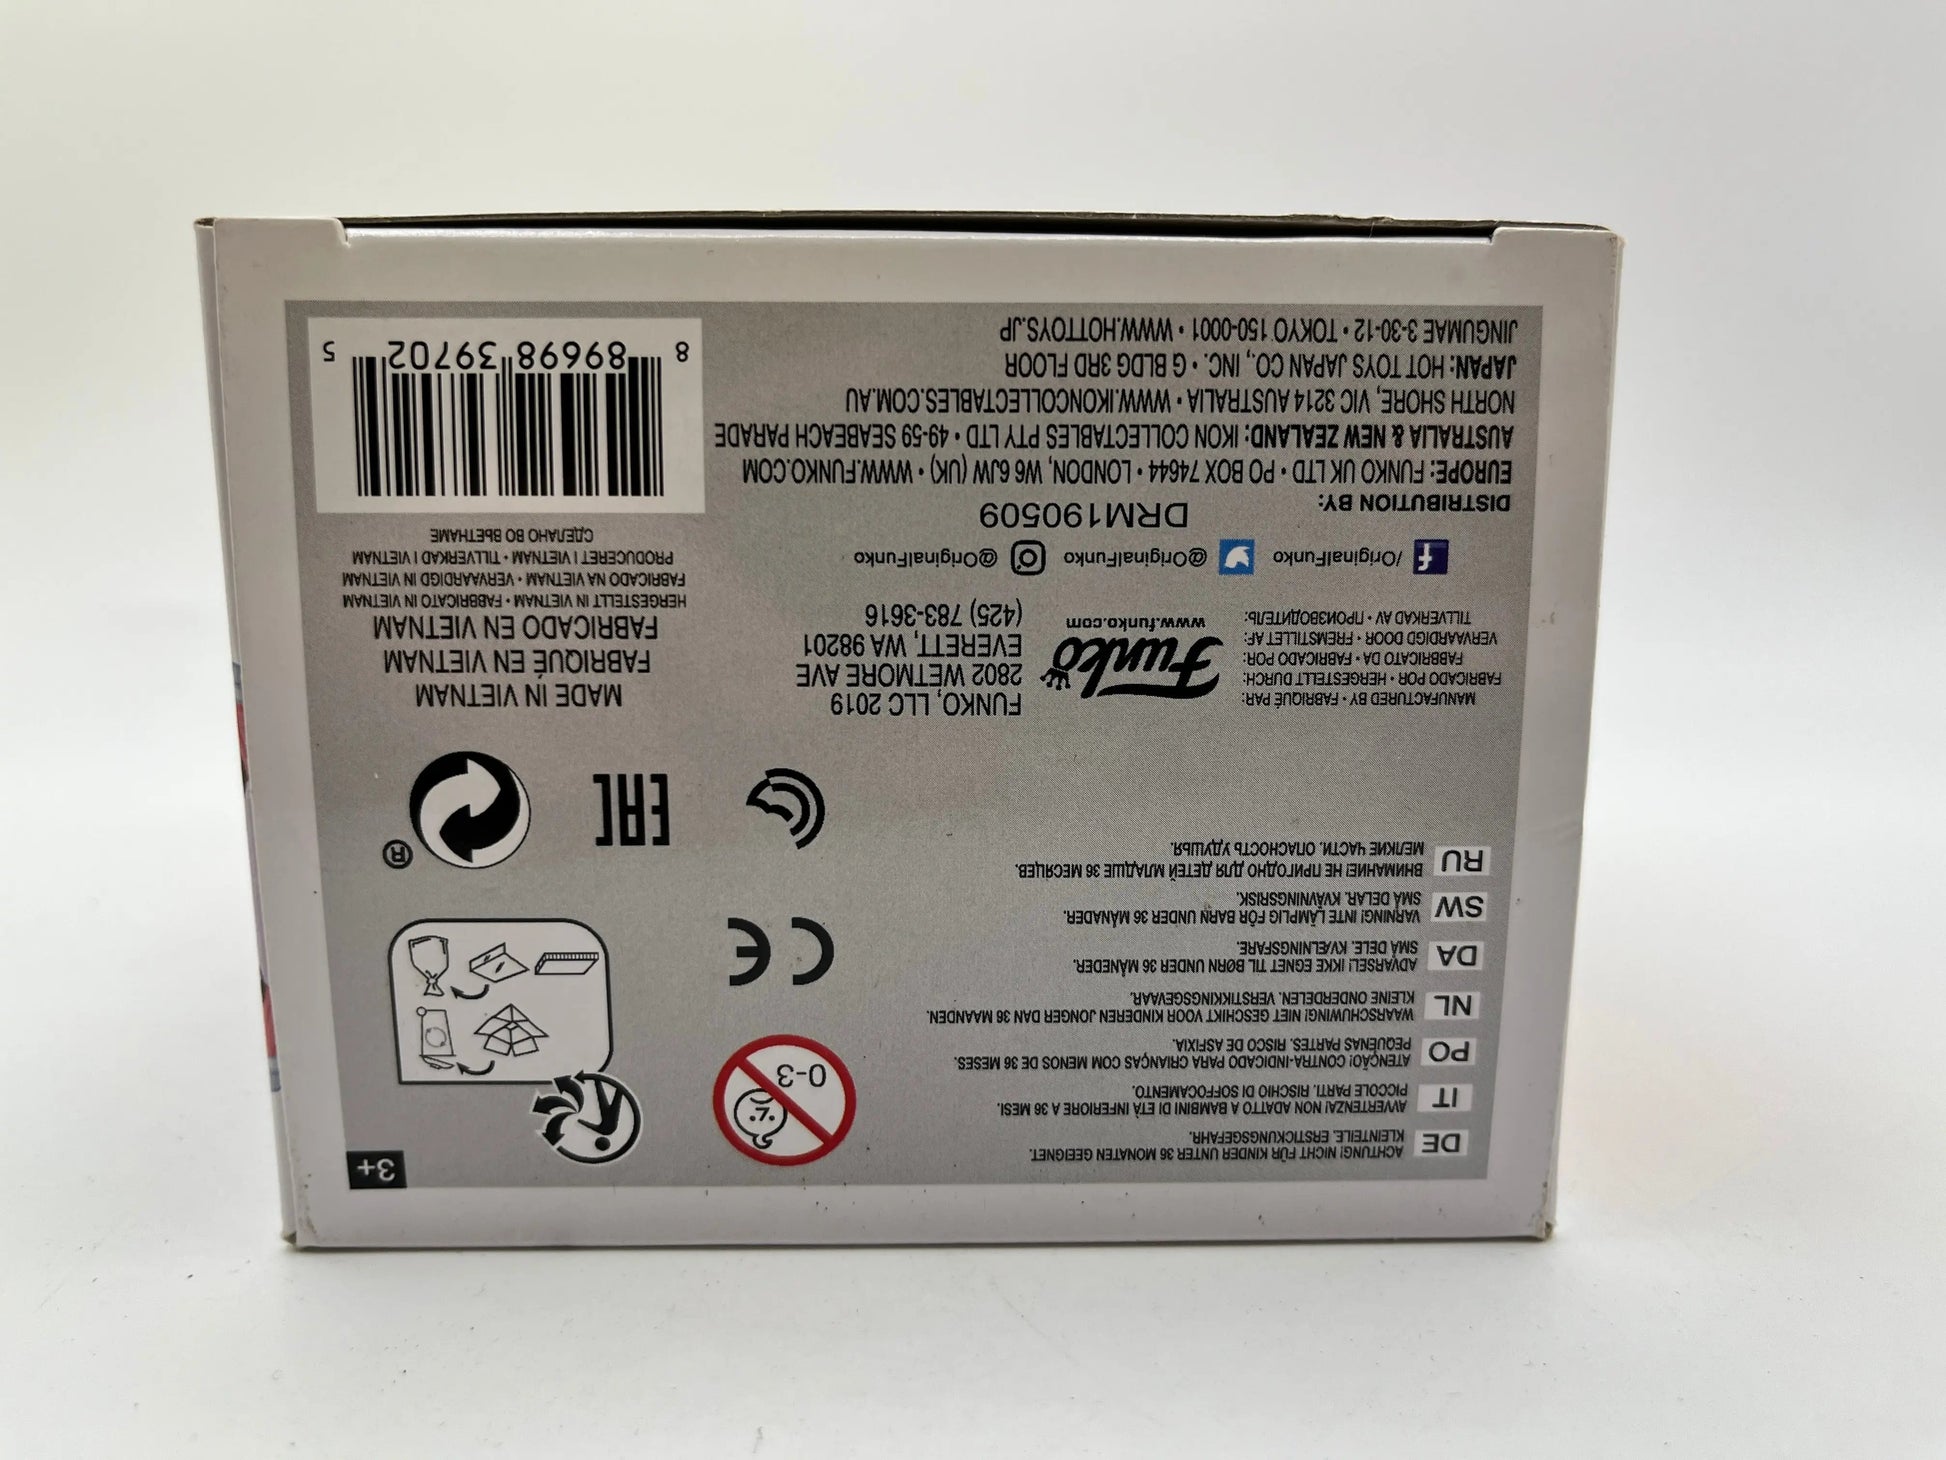 3+
DE ACHTUNG! NICHT FÜR KINDER UNTER 36 MONATEN GEEIGNET.
KLEINTEILE. ERSTICKUNGSGEFAHR.
IT AVVERTENZA! NON ADATTO A BAMBINI DI ETÀ INFERIORE A 36 MESI.
PICCOLE PARTI. RISCHIO DI SOFFOCAMENTO.
PO ATENÇÃO! CONTRA-INDICADO PARA CRIANÇAS COM MENOS DE 36 MESES.
PEQUENAS PARTES. RISCO DE ASFIXIA.
NL WAARSCHUWING! NIET GESCHIKT VOOR KINDEREN JONGER DAN 36 MAANDEN.
KLEINE ONDERDELEN. VERSTIKKINGSGEVAAR.
DA ADVARSEL! IKKE EGNET TIL BØRN UNDER 36 MÅNEDER.
SMÅ DELE. KVÆLNINGSFARE.
SW VARNING! INTE LÄMPLIG FÖR BARN UNDER 36 MÅNADER.
SMÅ DELAR. KVÄVNINGSRISK.
RU ВНИМАНИЕ! НЕ ПРИГОДНО ДЛЯ ДЕТЕЙ МЛАДШЕ 36 МЕСЯЦЕВ.
МЕЛКИЕ ЧАСТИ. ОПАСНОСТЬ УДУШЬЯ.
0-3
CE
EAC
®
MANUFACTURED BY • FABRIQUÉ PAR:
FABRICADO POR • HERGESTELLT DURCH:
FABBRICATO DA • FABRICADO POR:
VERVAARDIGD DOOR • FREMSTILLET AF:
TILLVERKAD AV • ПРОИЗВОДИТЕЛЬ:
Funko
www.funko.com
FUNKO, LLC 2019
2802 WETMORE AVE
EVERETT, WA 98201
(425) 783-3616
/OriginalFunko @OriginalFunko @OriginalFunko
DRM190509
DISTRIBUTION BY:
EUROPE: FUNKO UK LTD • PO BOX 74644 • LONDON, W6 6JW (UK) • WWW.FUNKO.COM
AUSTRALIA & NEW ZEALAND: IKON COLLECTABLES PTY LTD • 49-59 SEABEACH PARADE
NORTH SHORE, VIC 3214 AUSTRALIA • WWW.IKONCOLLECTABLES.COM.AU
JAPAN: HOT TOYS JAPAN CO., INC. • G BLDG 3RD FLOOR
JINGUMAE 3-30-12 • TOKYO 150-0001 • WWW.HOTTOYS.JP
MADE IN VIETNAM
FABRIQUÉ EN VIETNAM
FABRICADO EN VIETNAM
HERGESTELLT IN VIETNAM • FABBRICATO IN VIETNAM
FABRICADO NA VIETNAM • VERVAARDIGD IN VIETNAM
PRODUCERET I VIETNAM • TILLVERKAD I VIETNAM
СДЕЛАНО ВО ВЬЕТНАМЕ
8 89698 39702 5